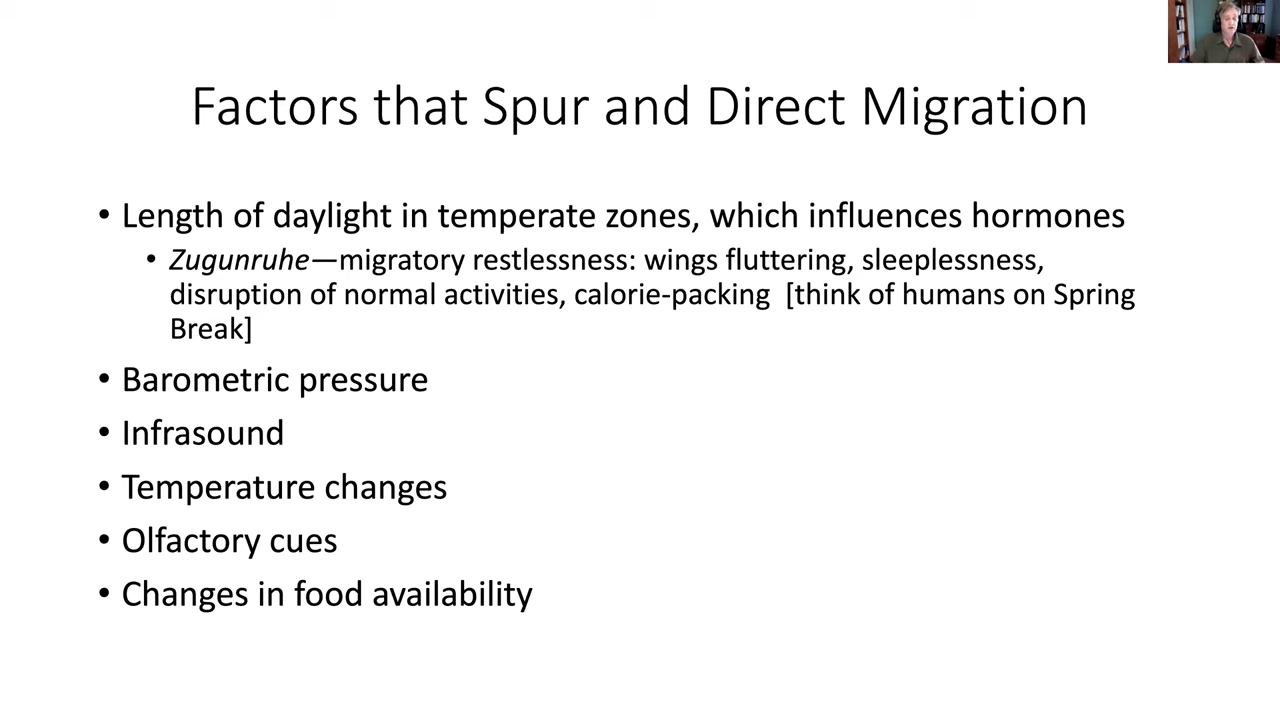 Factors that Spur and Direct Migration
• Length of daylight in temperate zones, which influences hormones
• Zugunruhe—migratory restlessness: wings fluttering, sleeplessness,
disruption of normal activities, calorie-packing [think of humans on Spring
Break]
• Barometric pressure
• Infrasound
• Temperature changes
• Olfactory cues
• Changes in food availability